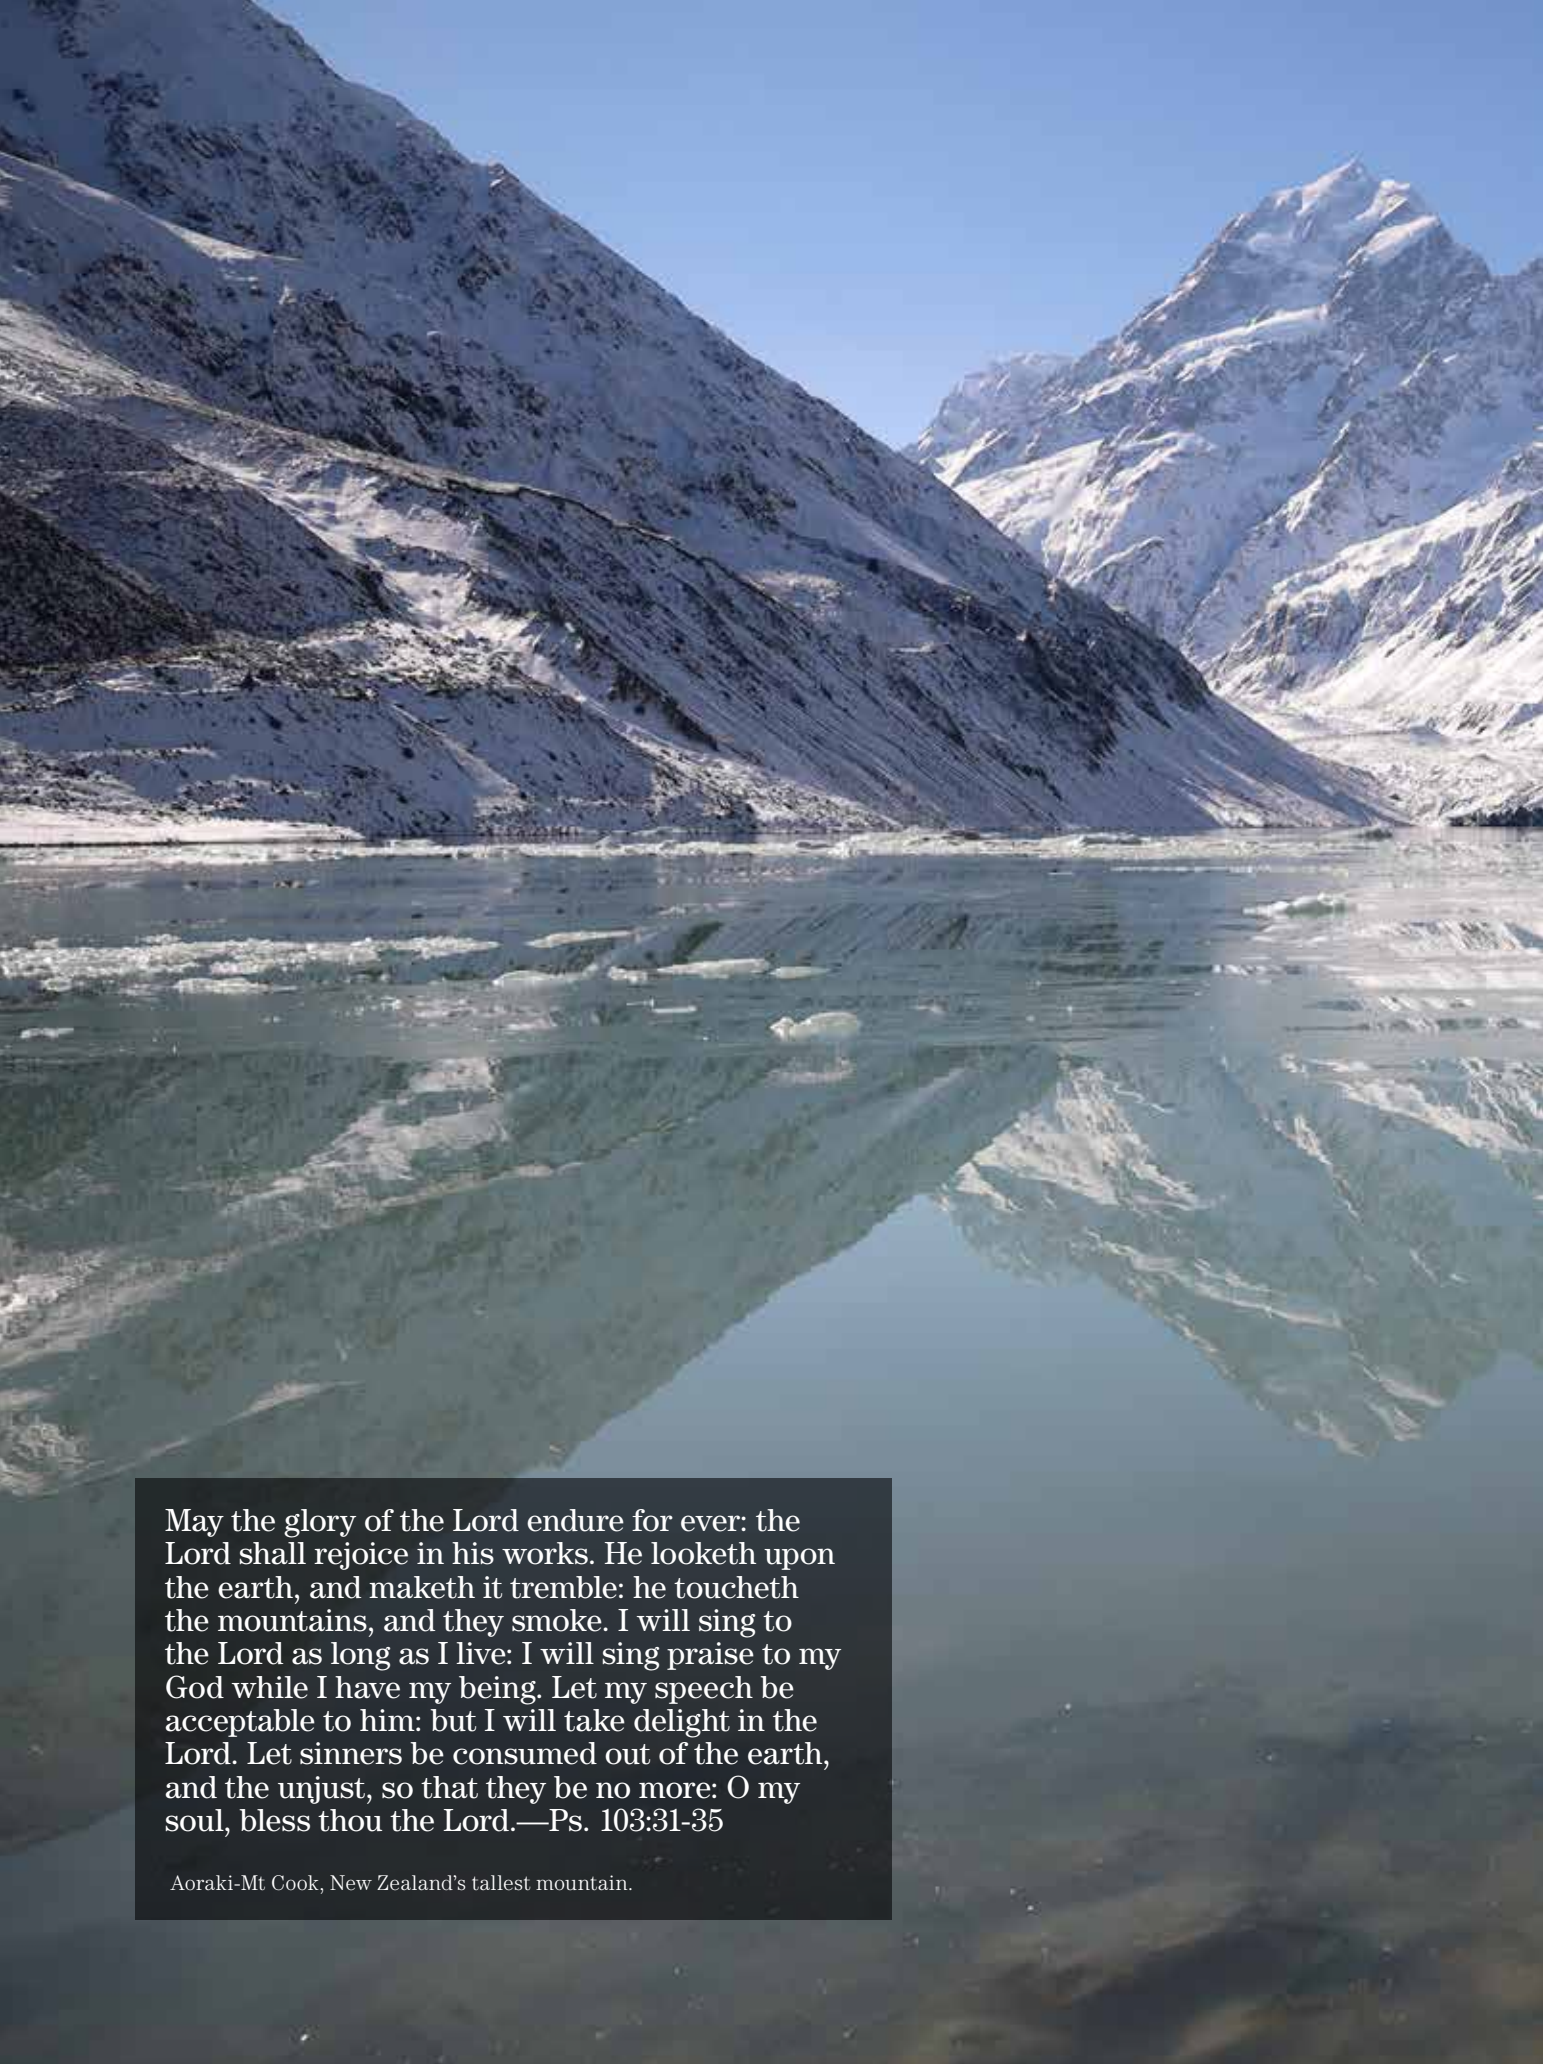 May the glory of the Lord endure for ever: the
Lord shall rejoice in his works. He looketh upon
the earth, and maketh it tremble: he toucheth
the mountains, and they smoke. I will sing to
the Lord as long as I live: I will sing praise to my
God while I have my being. Let my speech be
acceptable to him: but I will take delight in the
Lord. Let sinners be consumed out of the earth,
and the unjust, so that they be no more: O my
soul, bless thou the Lord.—Ps. 103:31-35
Aoraki-Mt Cook, New Zealand’s tallest mountain.